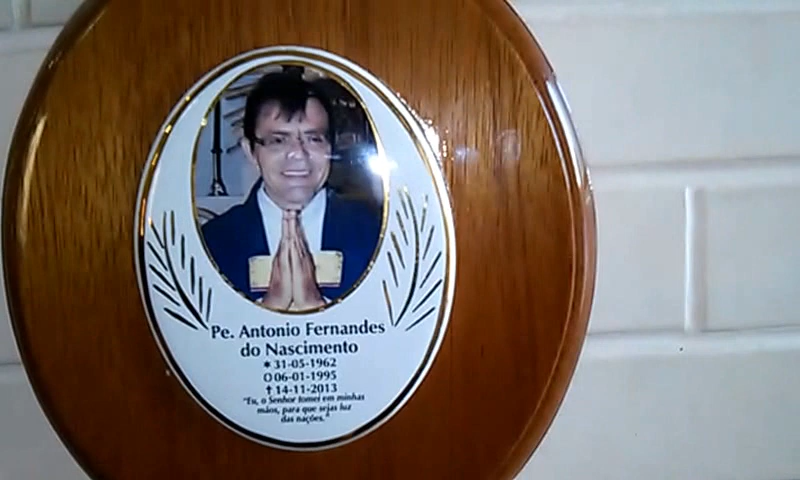 Pe. Antonio Fernandes
do Nascimento
* 31-05-1962
O 06-01-1995
✝ 14-11-2013
"Eu, o Senhor tomei em minhas
mãos, para que sejas luz
das nações."